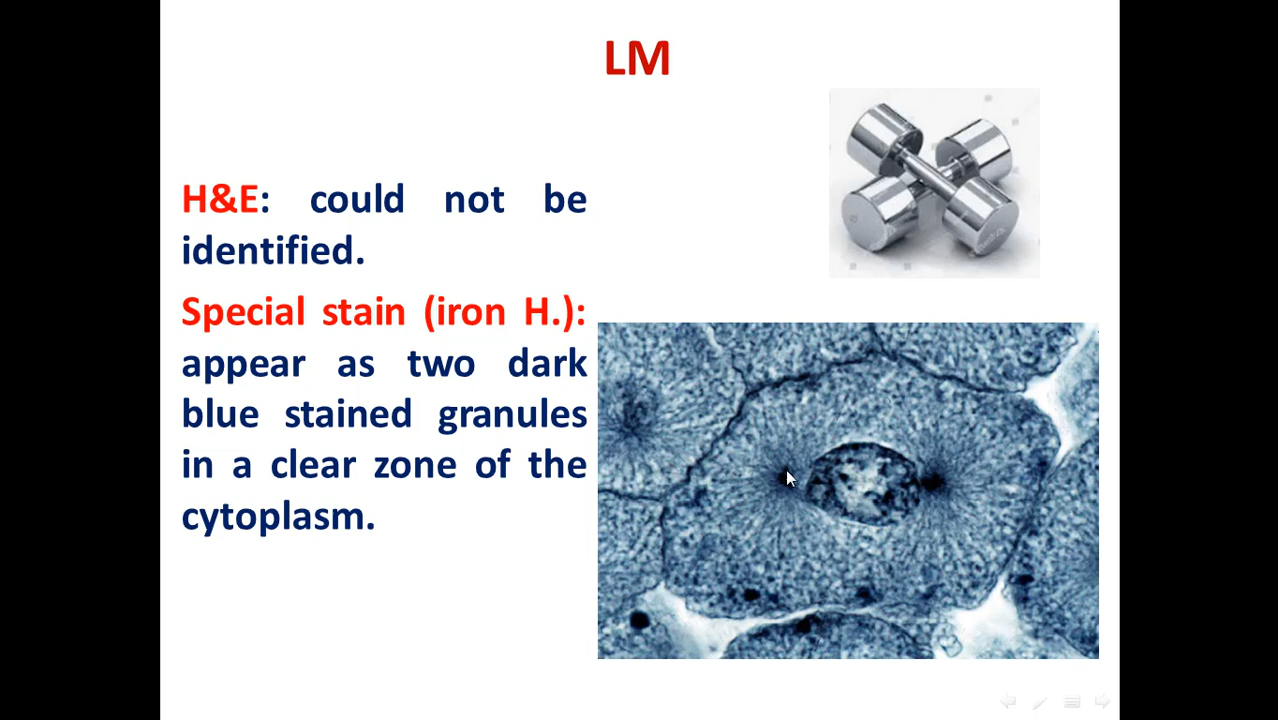 LM
H&E: could not be
identified.
Special stain (iron H.):
appear as two dark
blue stained granules
in a clear zone of the
cytoplasm.